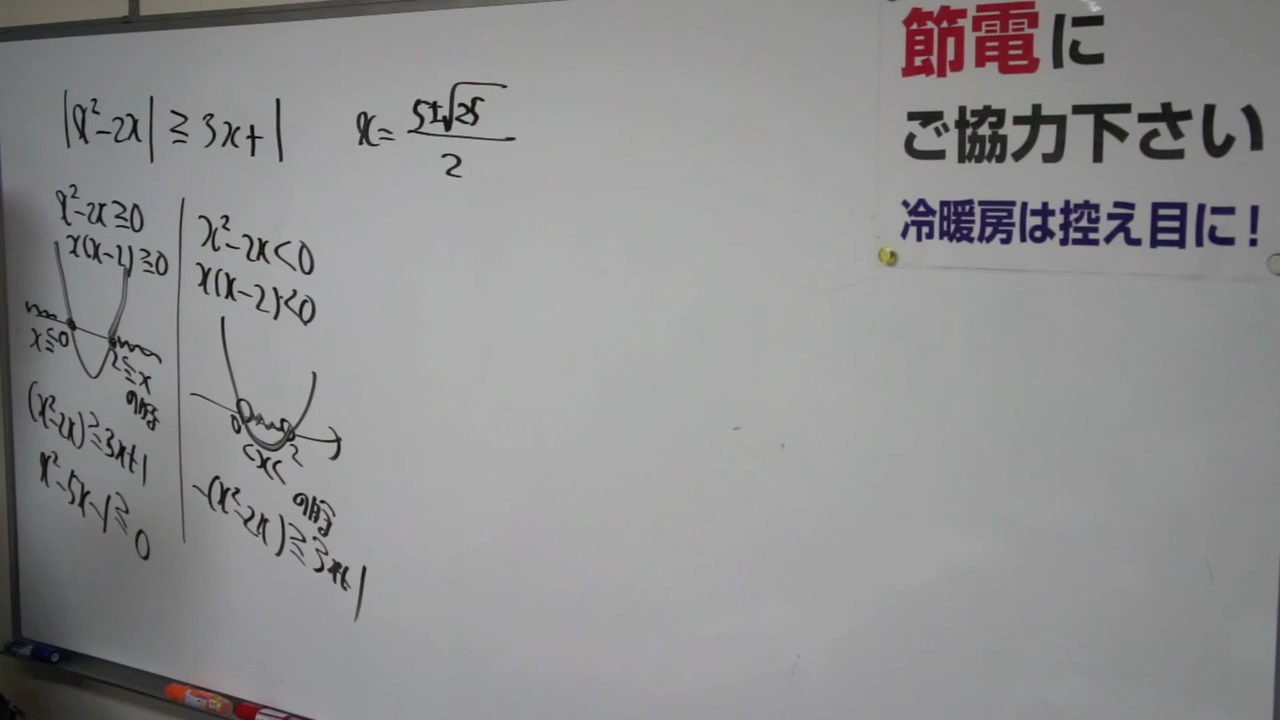 |x²-2x| ≧ 3x+1
x = (5±√25)/2
x²-2x≧0
x(x-2)≧0
x≦0
2≦x
の時
(x²-2x)≧3x+1
x²-5x-1≧0
x²-2x<0
x(x-2)<0
0<x<2
の時
-(x²-2x)≧3x+1
節電に
ご協力下さい
冷暖房は控え目に!